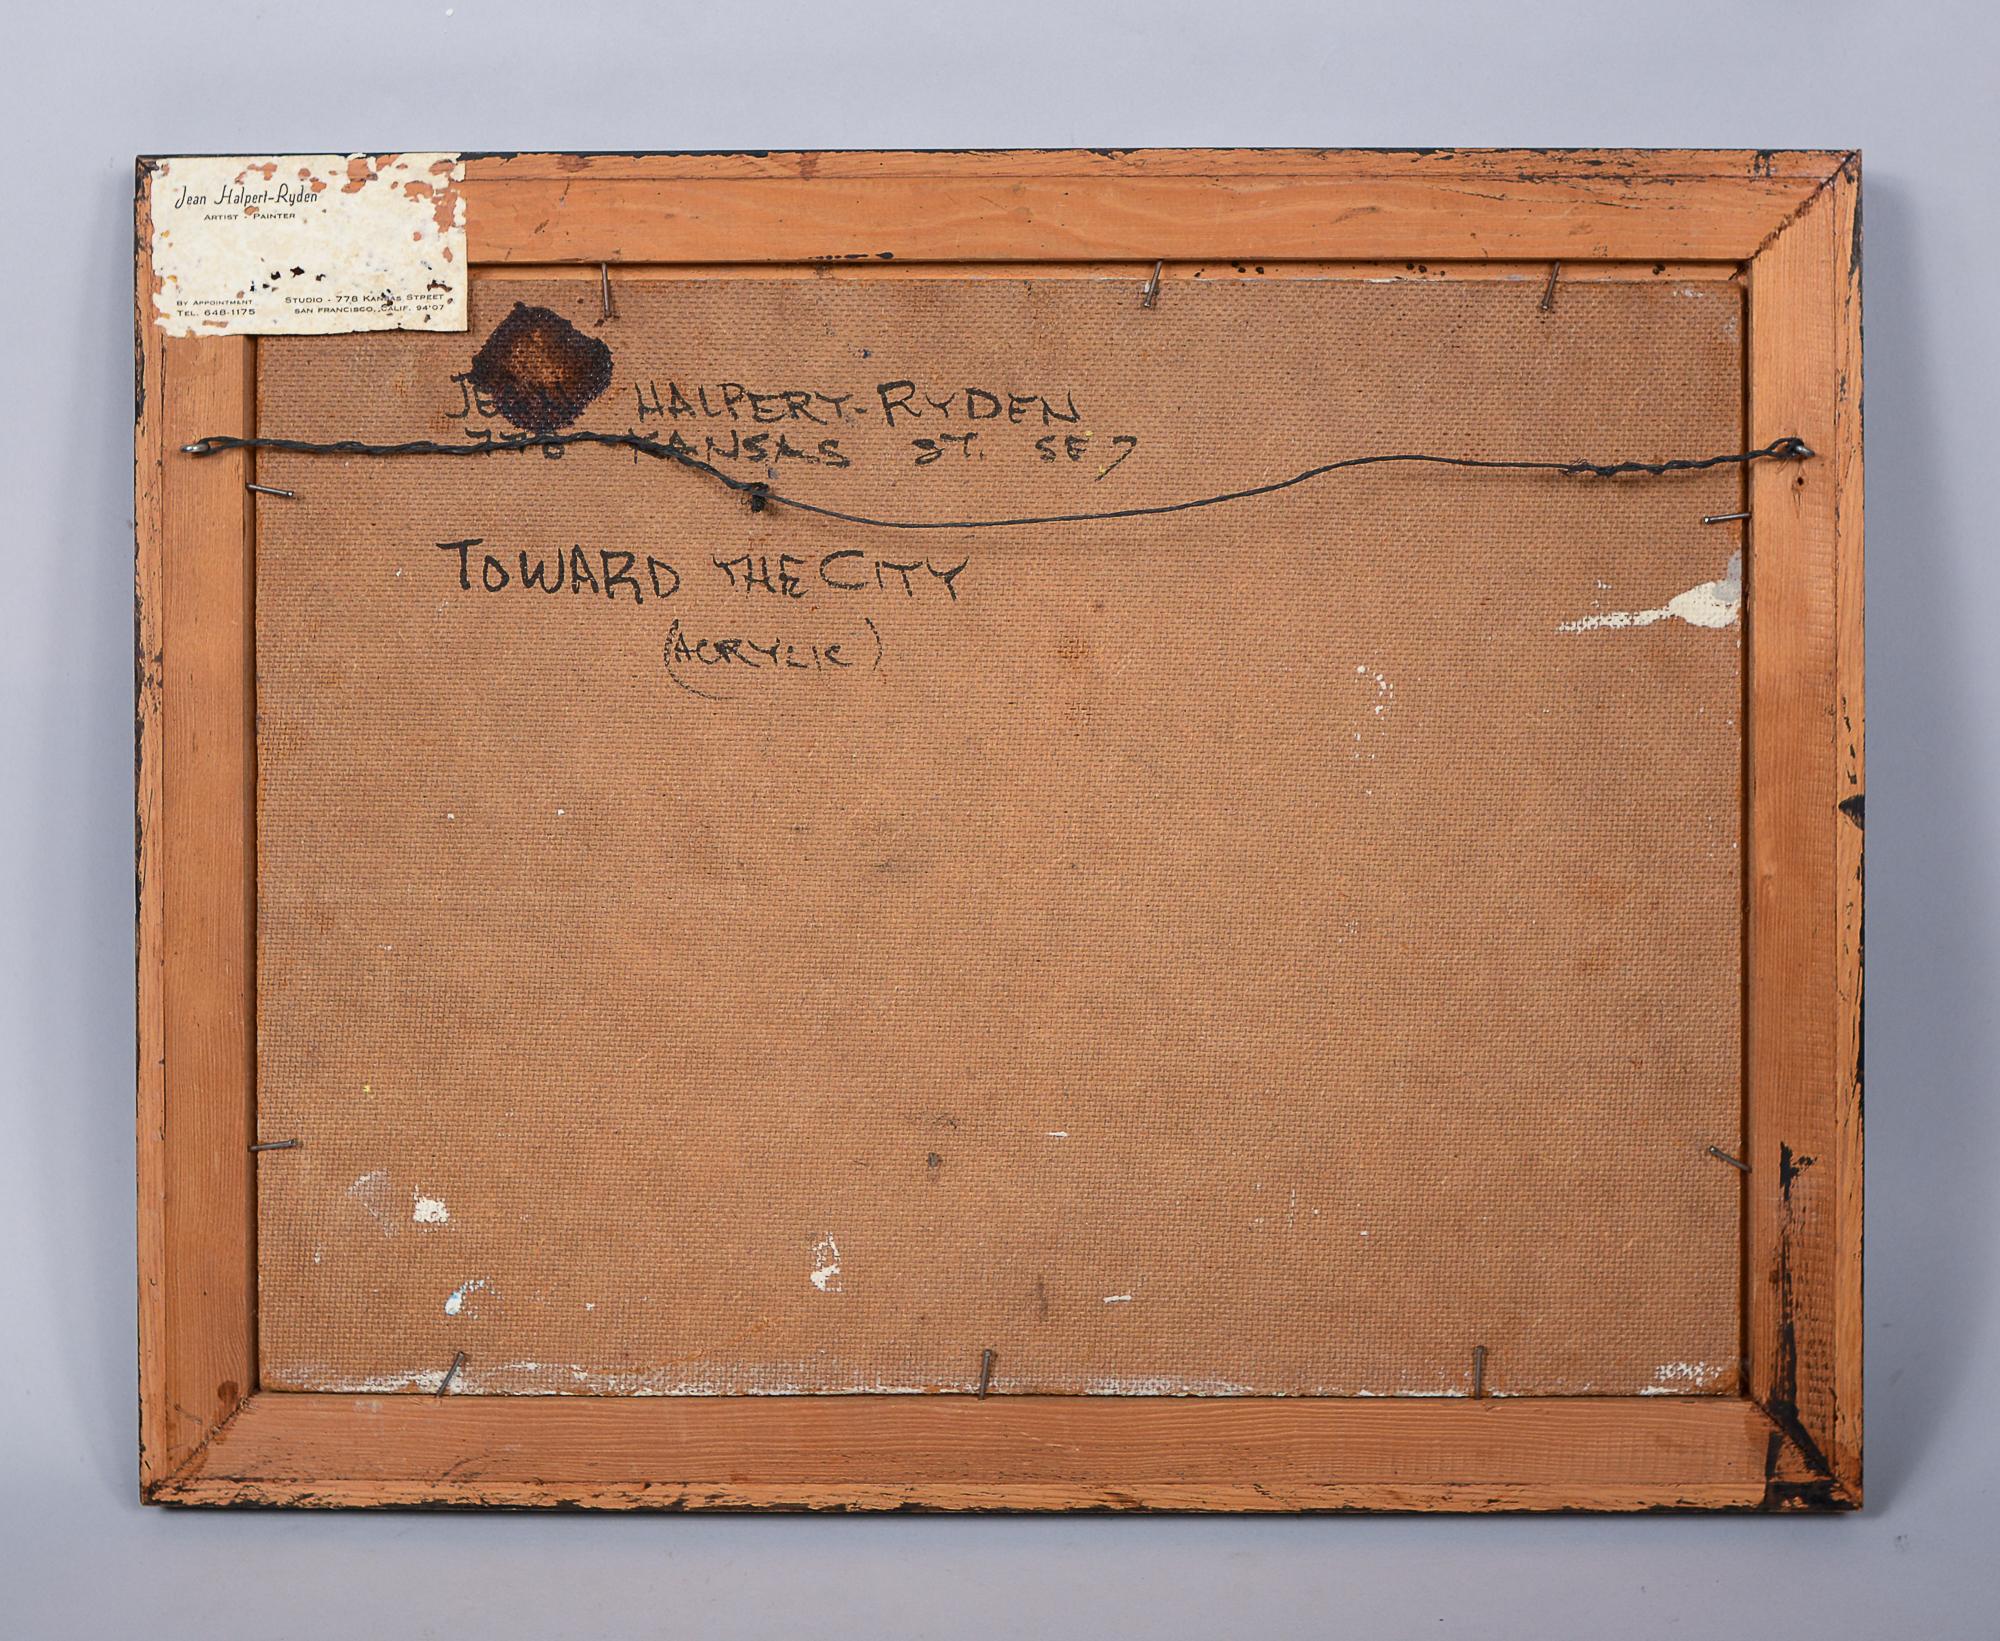 Jean Halpert-Ryden
ARTIST - PAINTER
BY APPOINTMENT
TEL. 648-1175
STUDIO - 778 KANSAS STREET
SAN FRANCISCO, CALIF. 94107
HALPERT-RYDEN
778 KANSAS ST. SF 7
TOWARD THE CITY
(ACRYLIC)